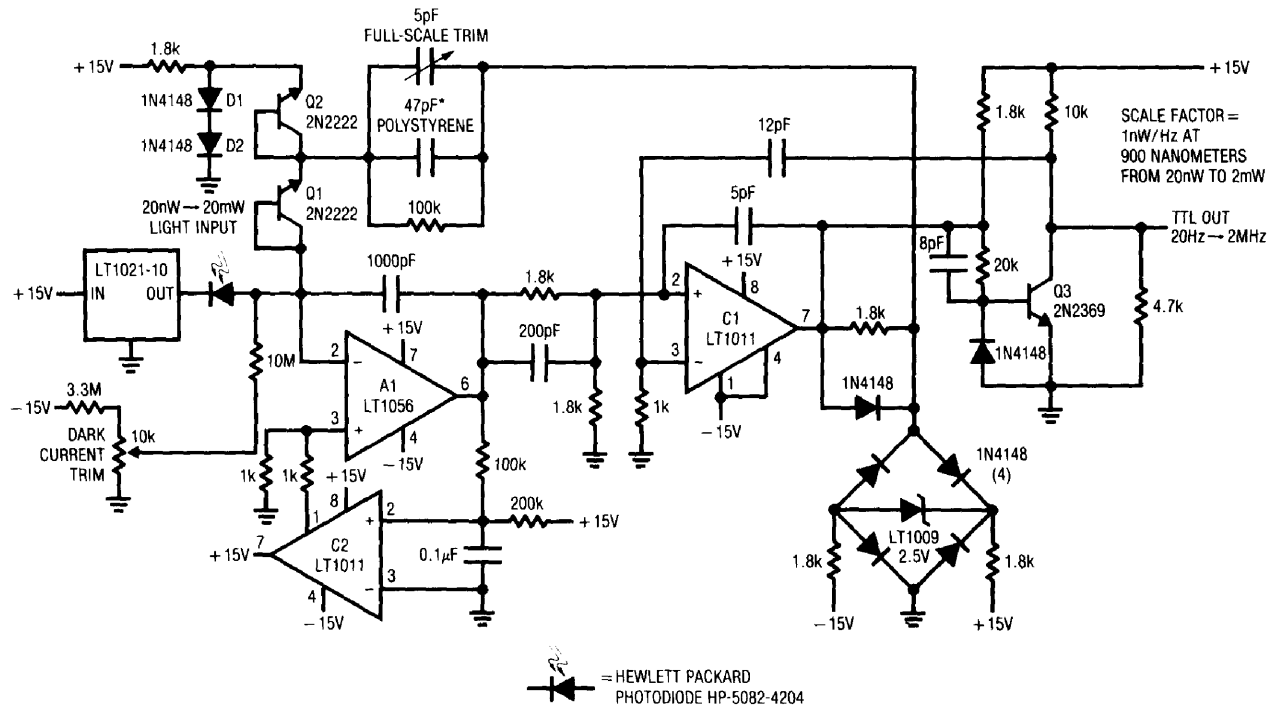 5pF
FULL-SCALE TRIM
1.8k
+15V
1N4148
D1
Q2
2N2222
47pF*
POLYSTYRENE
1N4148
D2
100k
Q1
2N2222
20nW→20mW
LIGHT INPUT
+15V
1.8k
10k
12pF
SCALE FACTOR =
1nW/Hz AT
900 NANOMETERS
FROM 20nW TO 2mW
5pF
TTL OUT
20Hz→2MHz
8pF
20k
Q3
2N2369
4.7k
1N4148
LT1021-10
+15V
IN
OUT
1000pF
+15V
1.8k
200pF
1.8k
+15V
2
+
8
C1
LT1011
7
3
−
1
4
−15V
1k
1.8k
1N4148
10M
2
−
7
A1
LT1056
6
3
+
4
−15V
3.3M
−15V
10k
DARK
CURRENT
TRIM
1k
1k
+15V
100k
200k
+15V
8
1
2
+
C2
LT1011
7
+15V
3
−
4
−15V
0.1µF
1N4148
(4)
LT1009
2.5V
1.8k
1.8k
−15V
+15V
= HEWLETT PACKARD
PHOTODIODE HP-5082-4204